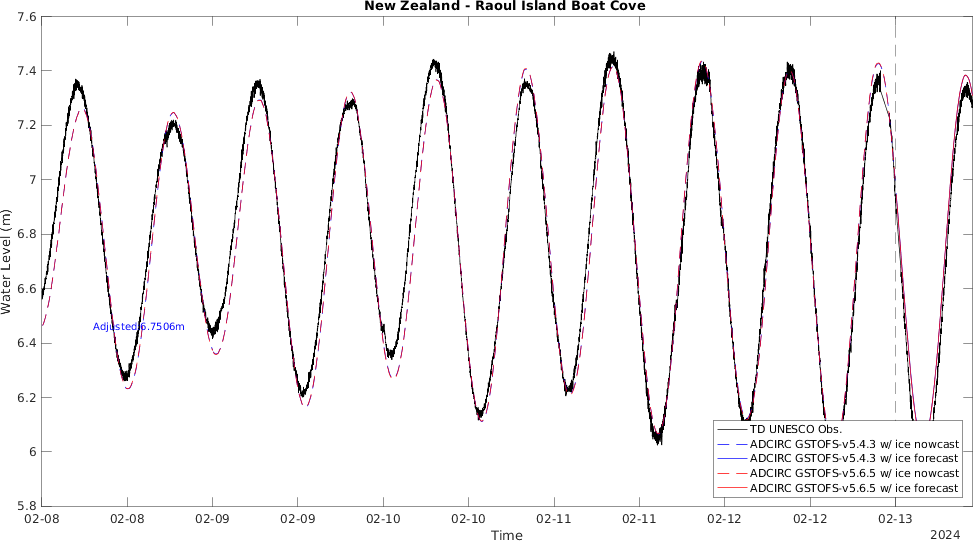 New Zealand - Raoul Island Boat Cove
7.6
7.4
7.2
7
6.8
6.6
6.4
6.2
6
5.8
Water Level (m)
Adjusted:6.7506m
TD UNESCO Obs.
ADCIRC GSTOFS-v5.4.3 w/ ice nowcast
ADCIRC GSTOFS-v5.4.3 w/ ice forecast
ADCIRC GSTOFS-v5.6.5 w/ ice nowcast
ADCIRC GSTOFS-v5.6.5 w/ ice forecast
02-08 02-08 02-09 02-09 02-10 02-10 02-11 02-11 02-12 02-12 02-13
Time
2024